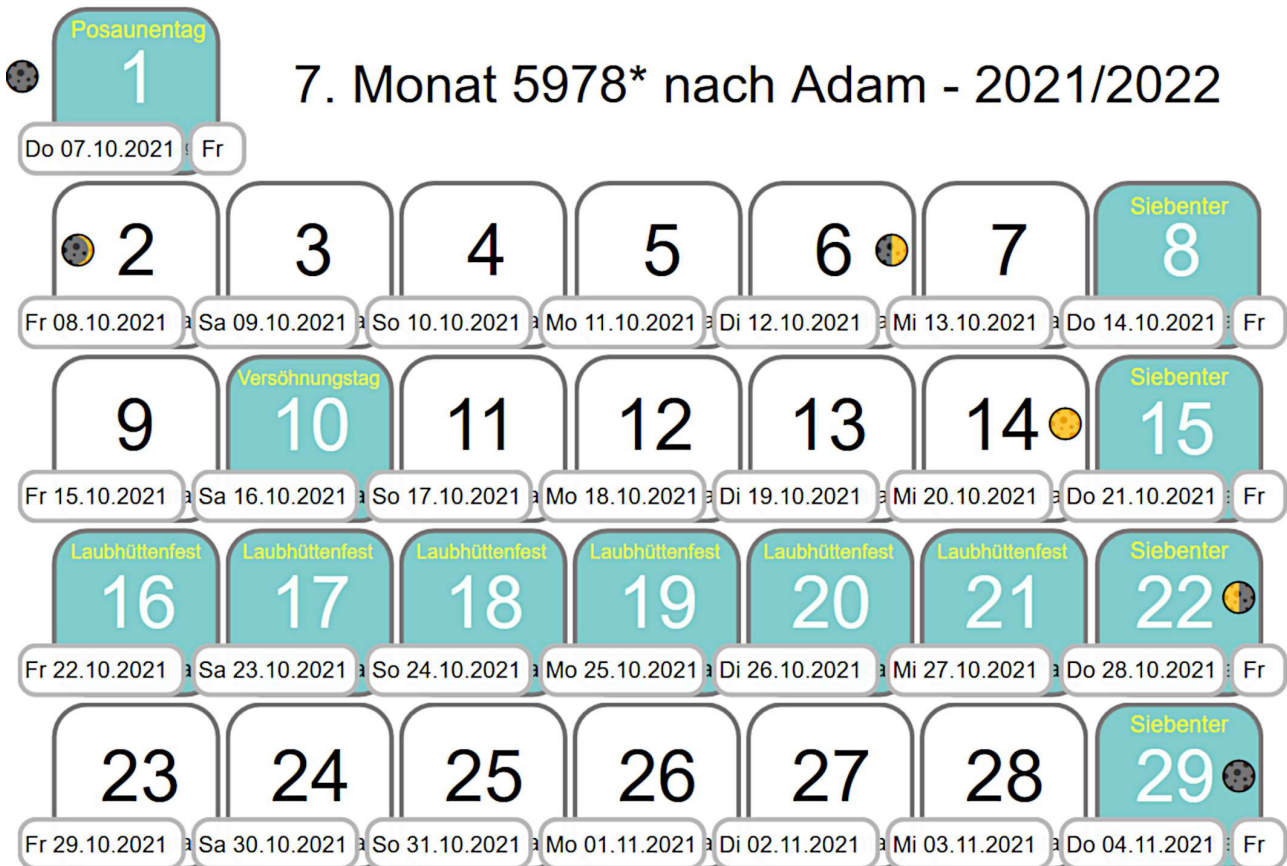 Posaunentag
1
7. Monat 5978* nach Adam - 2021/2022
Do 07.10.2021 Fr
2 3 4 5 6 7 Siebenter 8
Fr 08.10.2021 Sa 09.10.2021 So 10.10.2021 Mo 11.10.2021 Di 12.10.2021 Mi 13.10.2021 Do 14.10.2021 Fr
Versöhnungstag Siebenter
9 10 11 12 13 14 15
Fr 15.10.2021 Sa 16.10.2021 So 17.10.2021 Mo 18.10.2021 Di 19.10.2021 Mi 20.10.2021 Do 21.10.2021 Fr
Laubhüttenfest Laubhüttenfest Laubhüttenfest Laubhüttenfest Laubhüttenfest Laubhüttenfest Siebenter
16 17 18 19 20 21 22
Fr 22.10.2021 Sa 23.10.2021 So 24.10.2021 Mo 25.10.2021 Di 26.10.2021 Mi 27.10.2021 Do 28.10.2021 Fr
Siebenter
23 24 25 26 27 28 29
Fr 29.10.2021 Sa 30.10.2021 So 31.10.2021 Mo 01.11.2021 Di 02.11.2021 Mi 03.11.2021 Do 04.11.2021 Fr